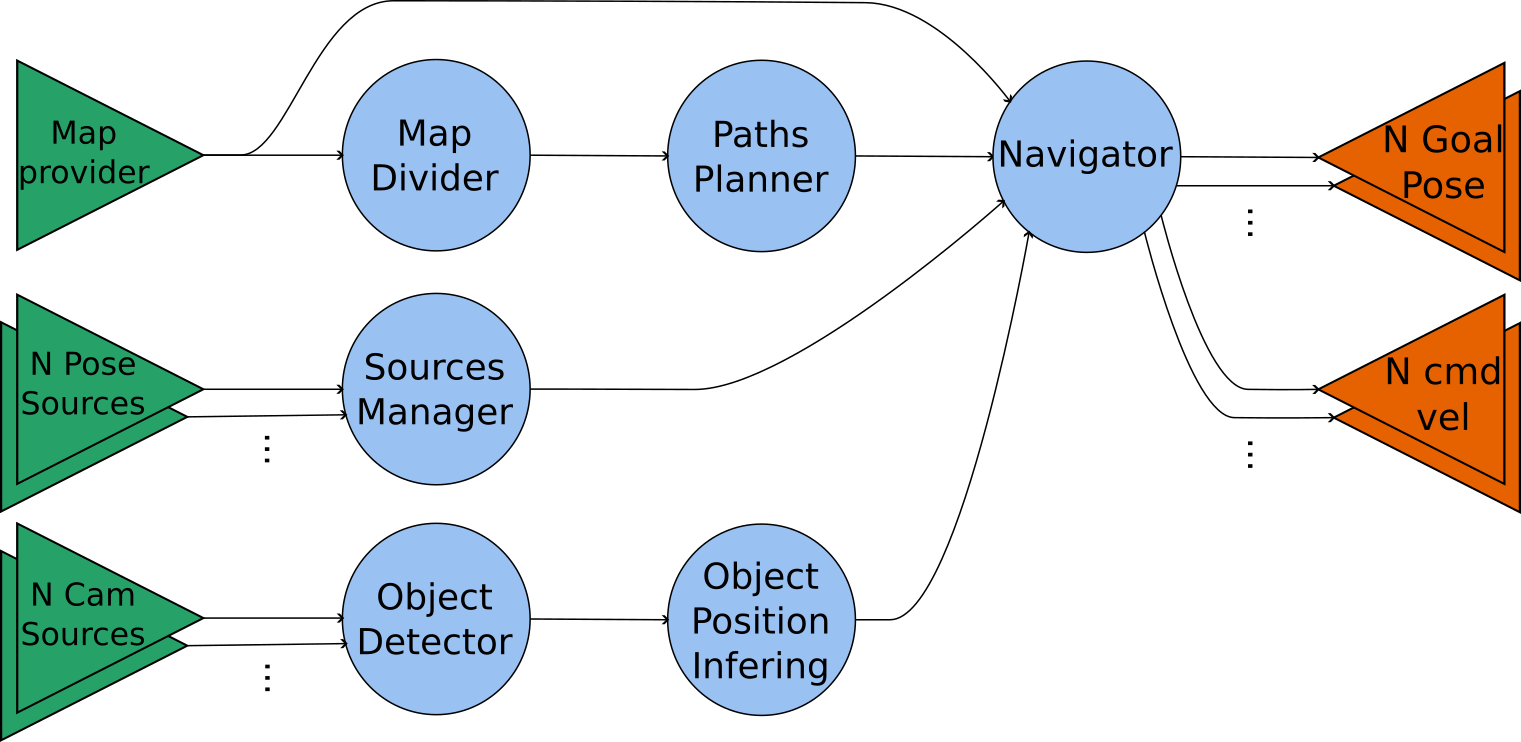 Map
provider
Map
Divider
Paths
Planner
Navigator
N Goal
Pose
N Pose
Sources
Sources
Manager
N cmd
vel
N Cam
Sources
Object
Detector
Object
Position
Infering